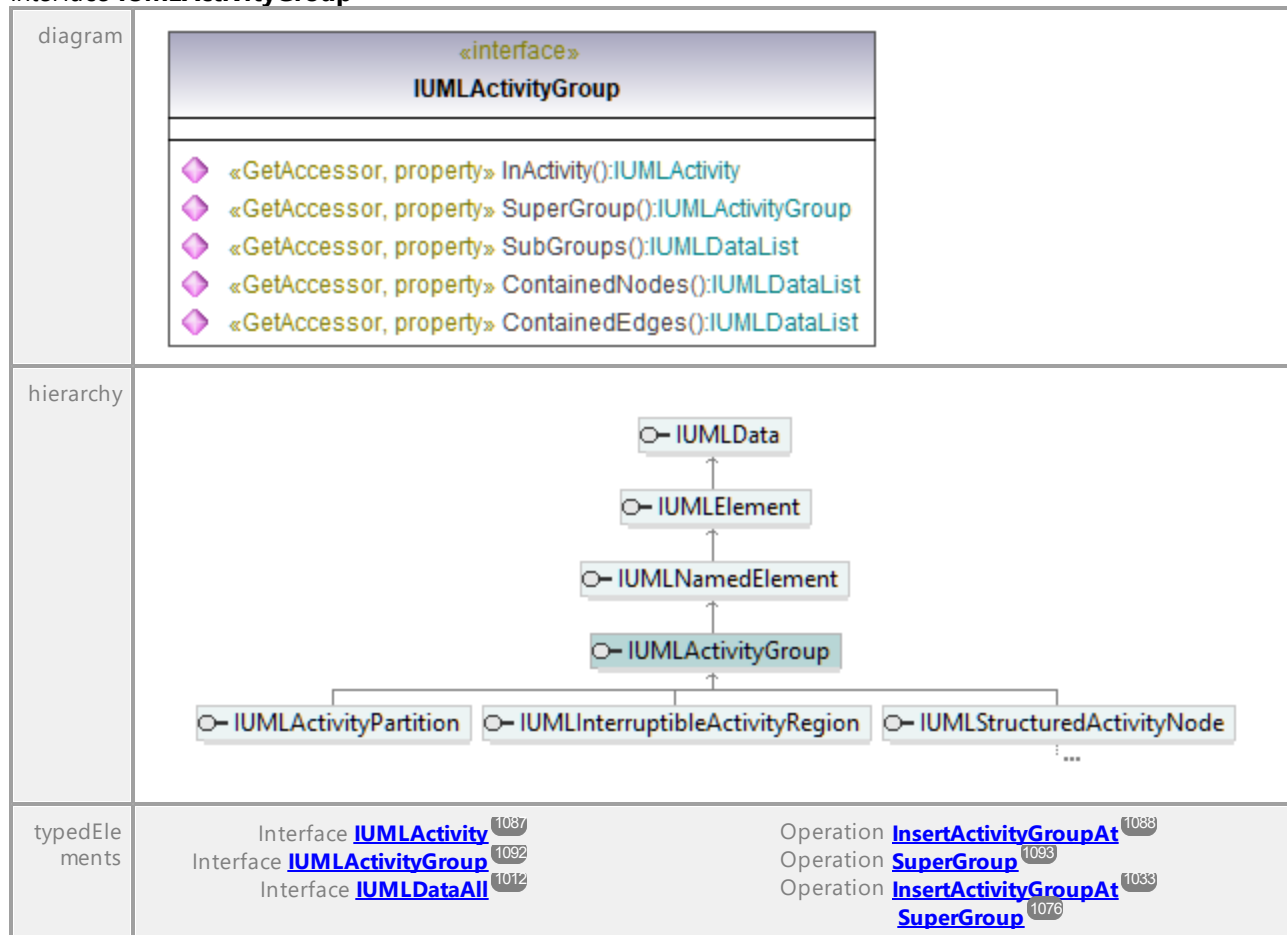 interface IUMLActivityGroup
diagram
«interface»
IUMLActivityGroup
«GetAccessor, property» InActivity():IUMLActivity
«GetAccessor, property» SuperGroup():IUMLActivityGroup
«GetAccessor, property» SubGroups():IUMLDataList
«GetAccessor, property» ContainedNodes():IUMLDataList
«GetAccessor, property» ContainedEdges():IUMLDataList
hierarchy
IUMLData
IUMLElement
IUMLNamedElement
IUMLActivityGroup
IUMLActivityPartition IUMLInterruptibleActivityRegion IUMLStructuredActivityNode
...
typedEle
ments
Interface IUMLActivity 1087 Operation InsertActivityGroupAt 1088
Interface IUMLActivityGroup 1092 Operation SuperGroup 1093
Interface IUMLDataAll 1012 Operation InsertActivityGroupAt 1033
SuperGroup 1076